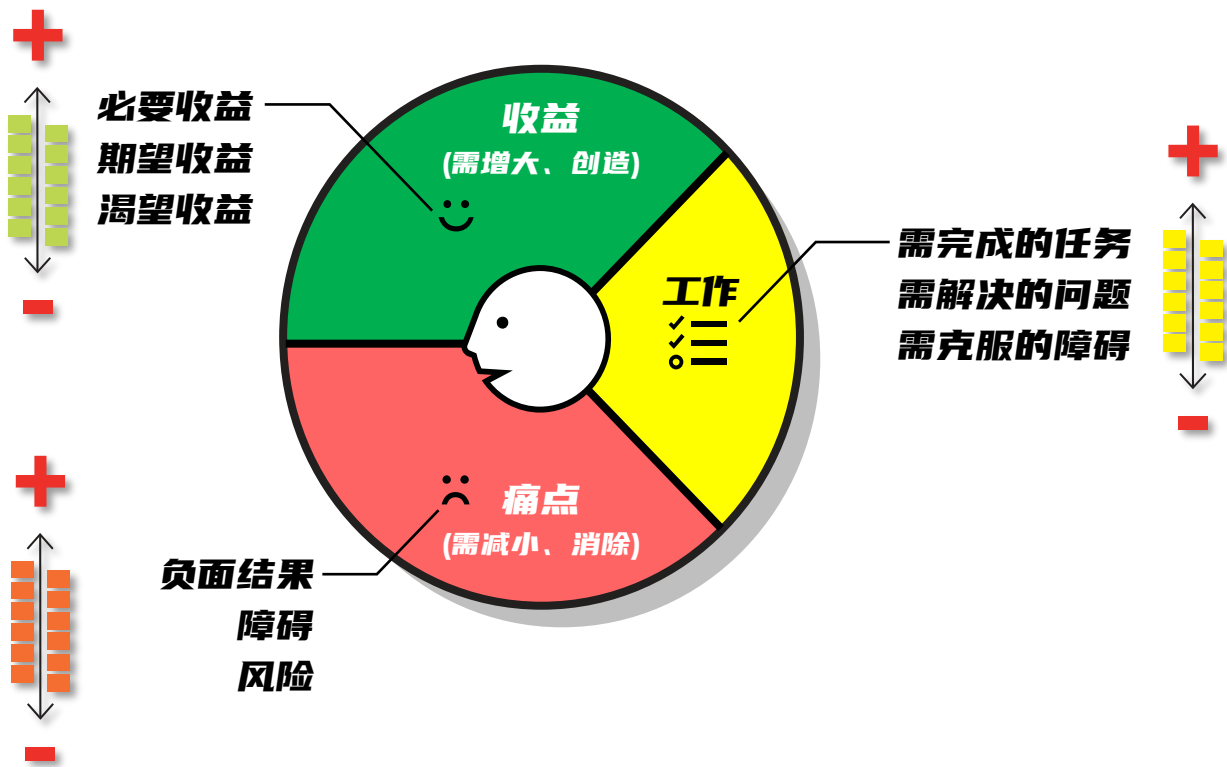 必要收益
期望收益
渴望收益
收益
(需增大、创造)
工作
需完成的任务
需解决的问题
需克服的障碍
痛点
(需减小、消除)
负面结果
障碍
风险